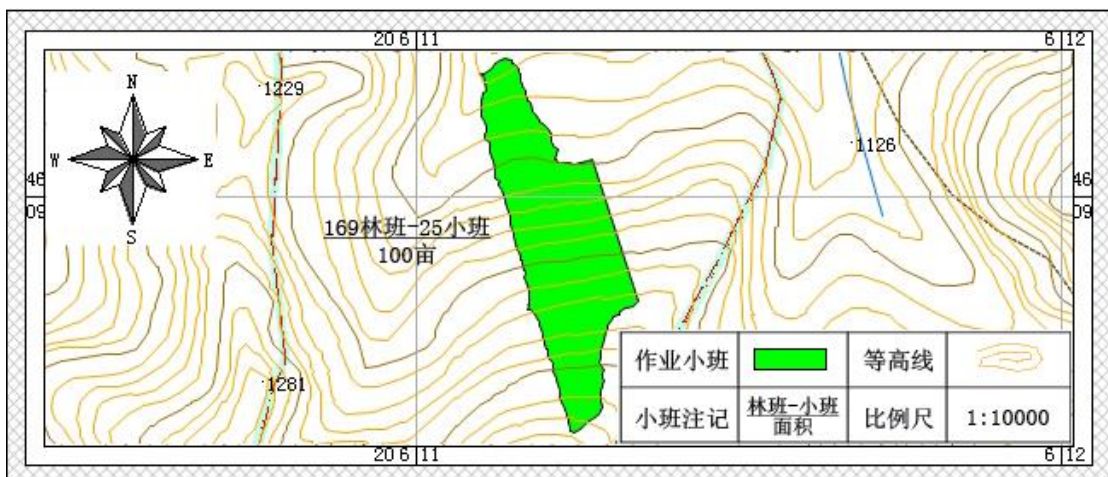 20 6 11
6 12
N
W
E
S
1229
1126
46
09
46
09
169林班-25小班
100亩
1281
作业小班
等高线
小班注记
林班-小班
面积
比例尺
1:10000
20 6 11
6 12